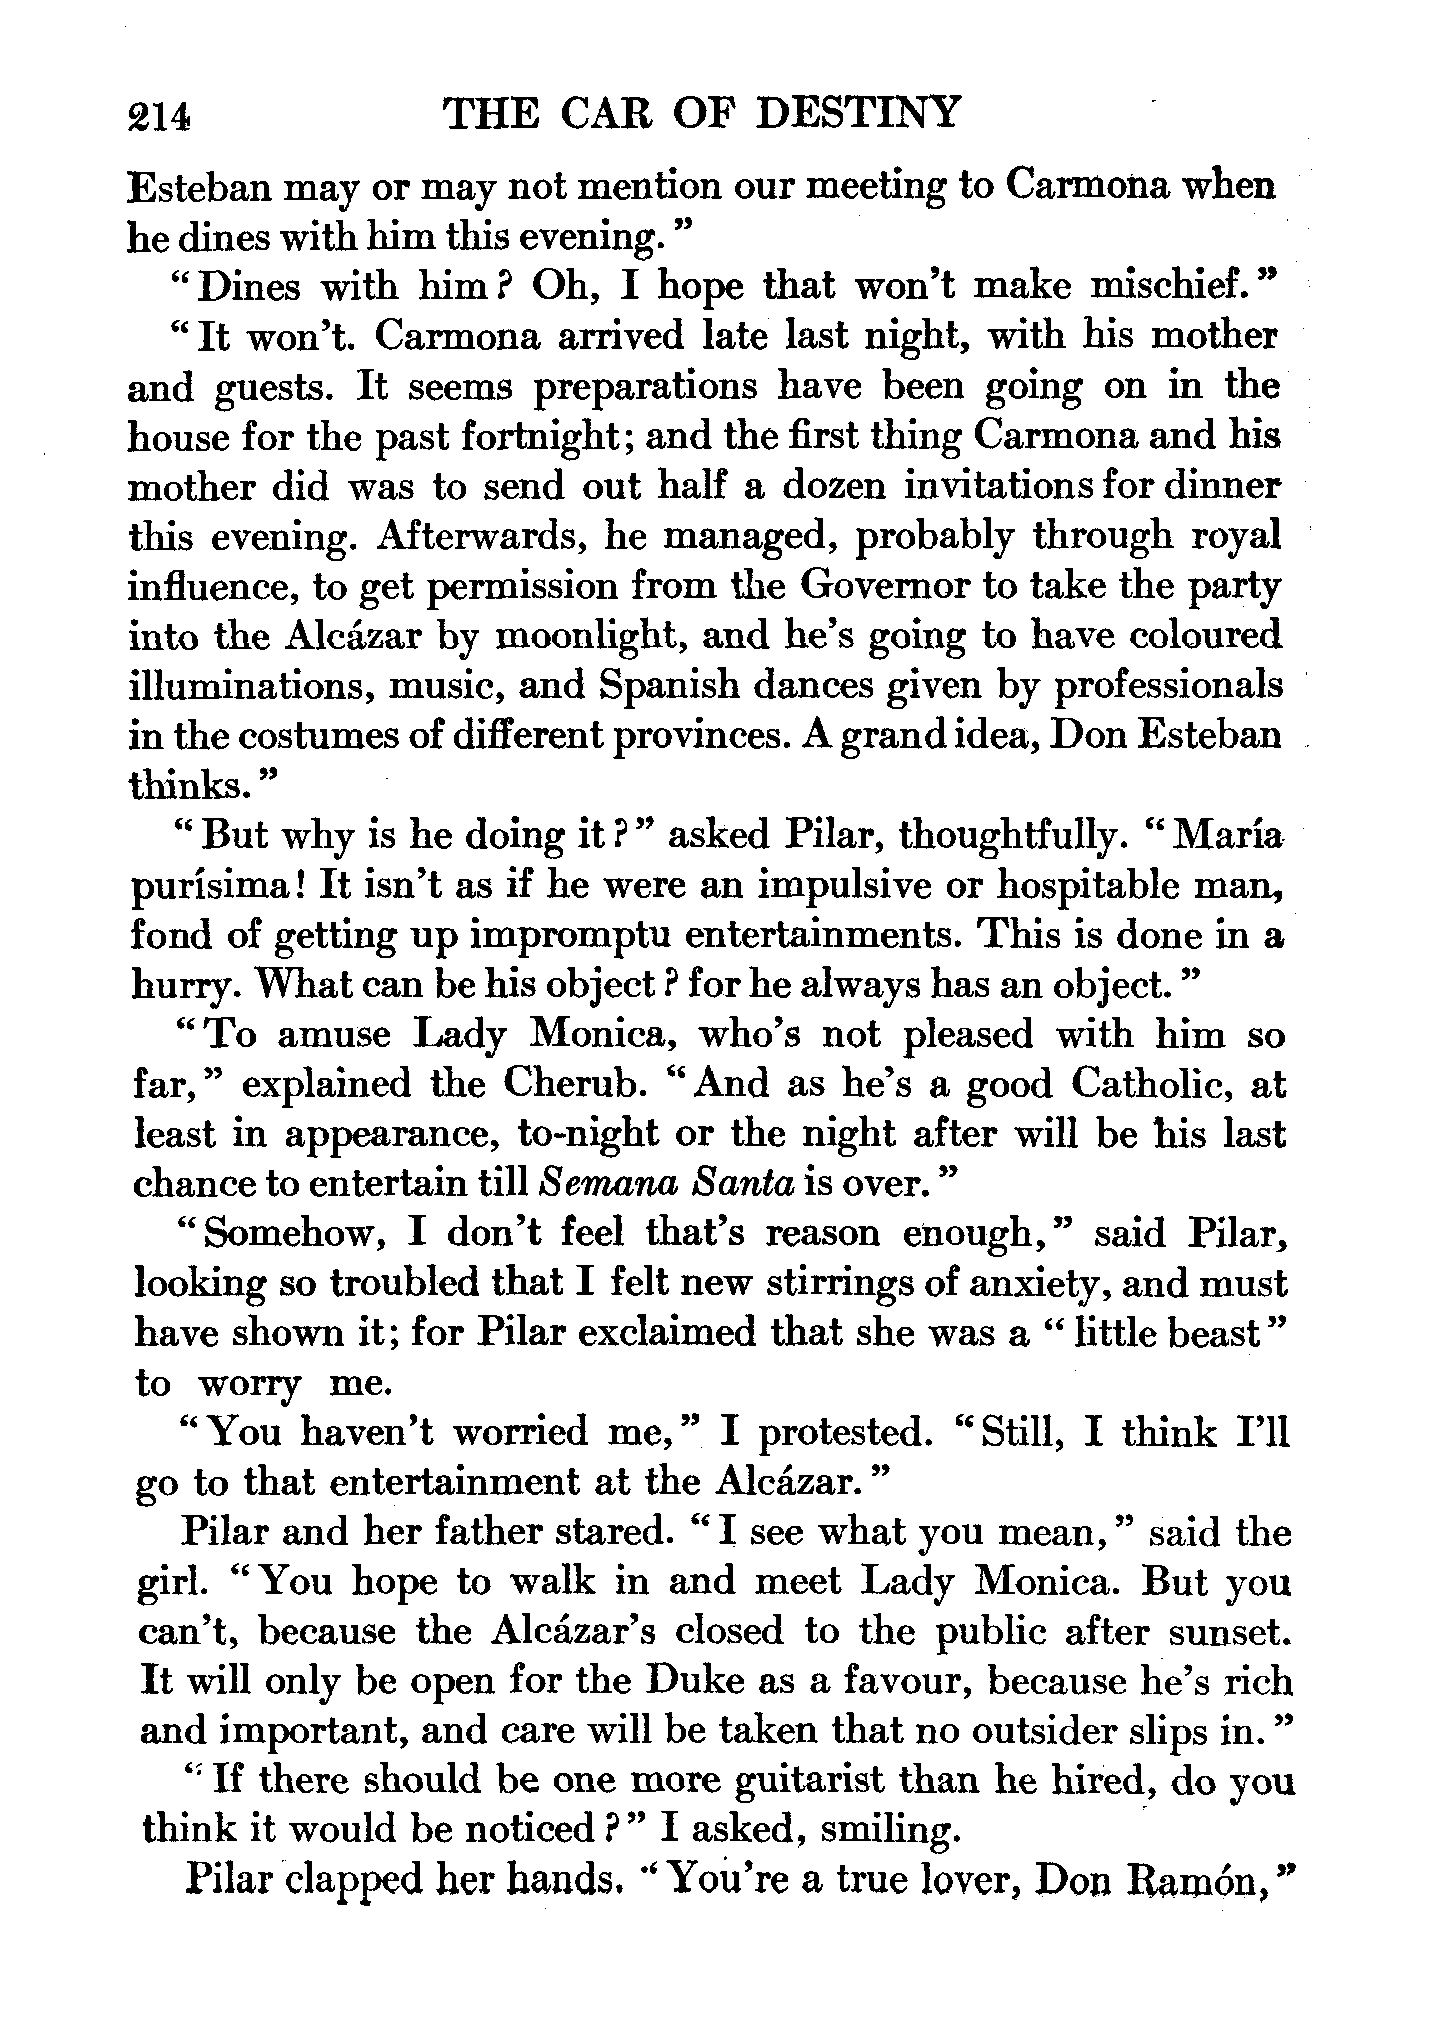 214 THE CAR OF DESTINY
Esteban may or may not mention our meeting to Carmona when
he dines with him this evening."
"Dines with him? Oh, I hope that won't make mischief."
"It won't. Carmona arrived late last night, with his mother
and guests. It seems preparations have been going on in the
house for the past fortnight; and the first thing Carmona and his
mother did was to send out half a dozen invitations for dinner
this evening. Afterwards, he managed, probably through royal
influence, to get permission from the Governor to take the party
into the Alcázar by moonlight, and he's going to have coloured
illuminations, music, and Spanish dances given by professionals
in the costumes of different provinces. A grand idea, Don Esteban
thinks."
"But why is he doing it?" asked Pilar, thoughtfully. "María
purísima! It isn't as if he were an impulsive or hospitable man,
fond of getting up impromptu entertainments. This is done in a
hurry. What can be his object? for he always has an object."
"To amuse Lady Monica, who's not pleased with him so
far," explained the Cherub. "And as he's a good Catholic, at
least in appearance, to-night or the night after will be his last
chance to entertain till Semana Santa is over."
"Somehow, I don't feel that's reason enough," said Pilar,
looking so troubled that I felt new stirrings of anxiety, and must
have shown it; for Pilar exclaimed that she was a "little beast"
to worry me.
"You haven't worried me," I protested. "Still, I think I'll
go to that entertainment at the Alcázar."
Pilar and her father stared. "I see what you mean," said the
girl. "You hope to walk in and meet Lady Monica. But you
can't, because the Alcázar's closed to the public after sunset.
It will only be open for the Duke as a favour, because he's rich
and important, and care will be taken that no outsider slips in."
"If there should be one more guitarist than he hired, do you
think it would be noticed?" I asked, smiling.
Pilar clapped her hands. "You're a true lover, Don Ramón,"